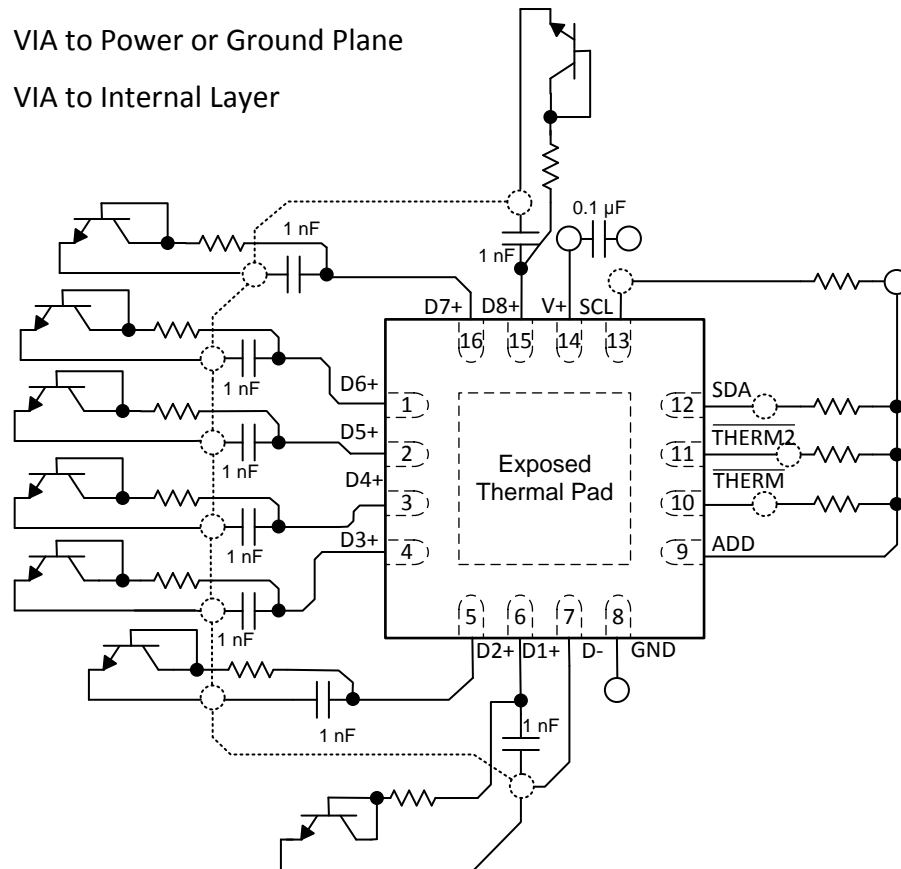 VIA to Power or Ground Plane
VIA to Internal Layer
1 nF
0.1 µF
1 nF
D7+
D8+
V+
SCL
16
15
14
13
1 nF
D6+
1
12
SDA
D5+
2
11
THERM2
1 nF
D4+
3
10
THERM
Exposed
Thermal Pad
1 nF
D3+
4
9
ADD
1 nF
5
6
7
8
D2+
D1+
D-
GND
1 nF
1 nF